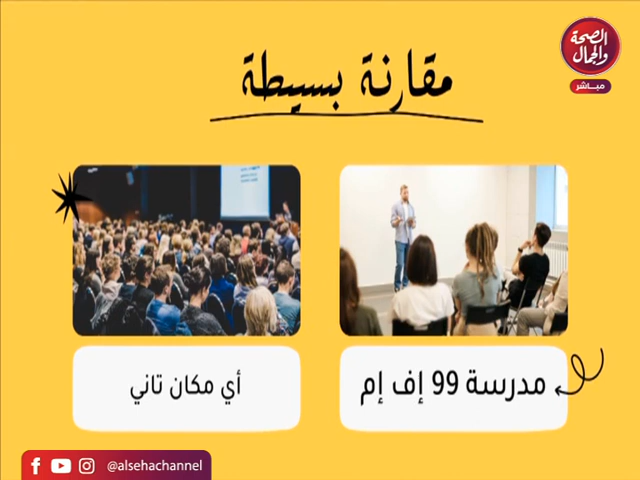 الصحة
والجمال
مباشر
مقارنة بسيطة
مدرسة 99 إف إم
أي مكان تاني
@alsehachannel